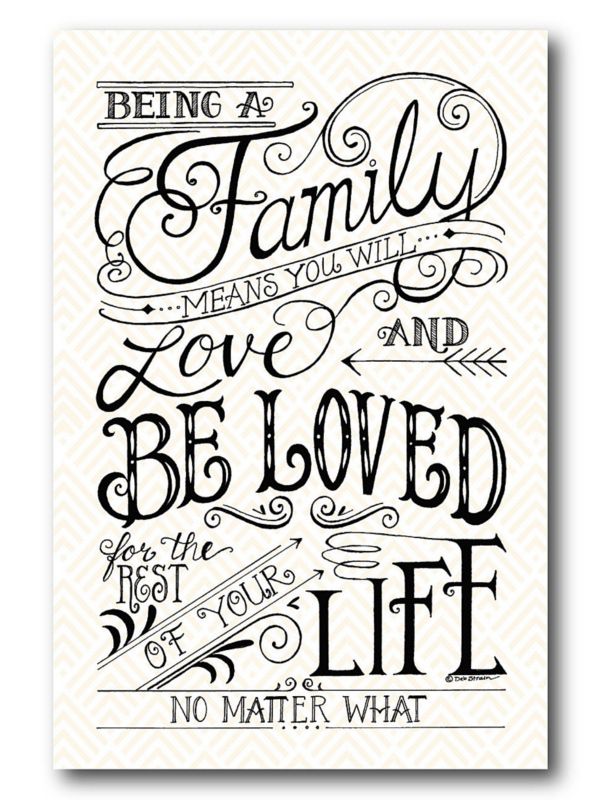 BEING A
Family
MEANS YOU WILL...
Love AND
BE LOVED
for the
REST
OF YOUR
LIFE
© Deb Strain
NO MATTER WHAT